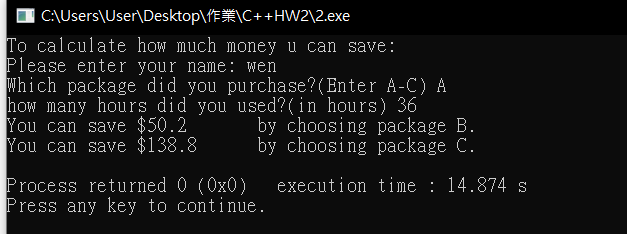 C:\Users\User\Desktop\作業\C++HW2\2.exe
To calculate how much money u can save:
Please enter your name: wen
Which package did you purchase?(Enter A-C) A
how many hours did you used?(in hours) 36
You can save $50.2      by choosing package B.
You can save $138.8     by choosing package C.
Process returned 0 (0x0)   execution time : 14.874 s
Press any key to continue.